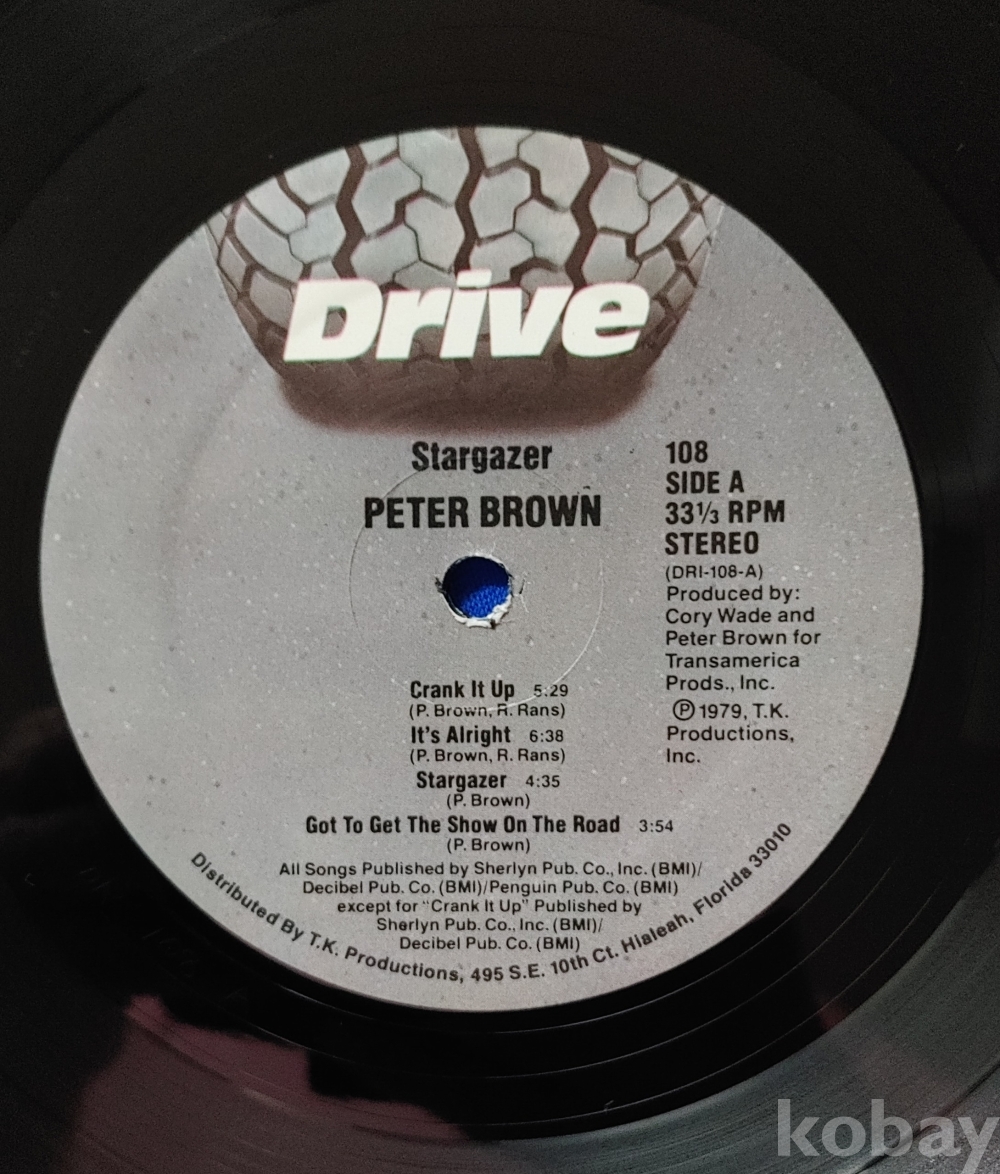 Drive
Stargazer
PETER BROWN
108
SIDE A
33⅓ RPM
STEREO
(DRI-108-A)
Produced by:
Cory Wade and
Peter Brown for
Transamerica
Prods., Inc.
Ⓟ 1979, T.K.
Productions,
Inc.
Crank It Up 5:29
(P. Brown, R. Rans)
It's Alright 6:38
(P. Brown, R. Rans)
Stargazer 4:35
(P. Brown)
Got To Get The Show On The Road 3:54
(P. Brown)
All Songs Published by Sherlyn Pub. Co., Inc. (BMI)/
Decibel Pub. Co. (BMI)/Penguin Pub. Co. (BMI)
except for "Crank It Up" Published by
Sherlyn Pub. Co., Inc. (BMI)/
Decibel Pub. Co. (BMI)
Distributed By T.K. Productions, 495 S.E. 10th Ct. Hialeah, Florida 33010
kobay